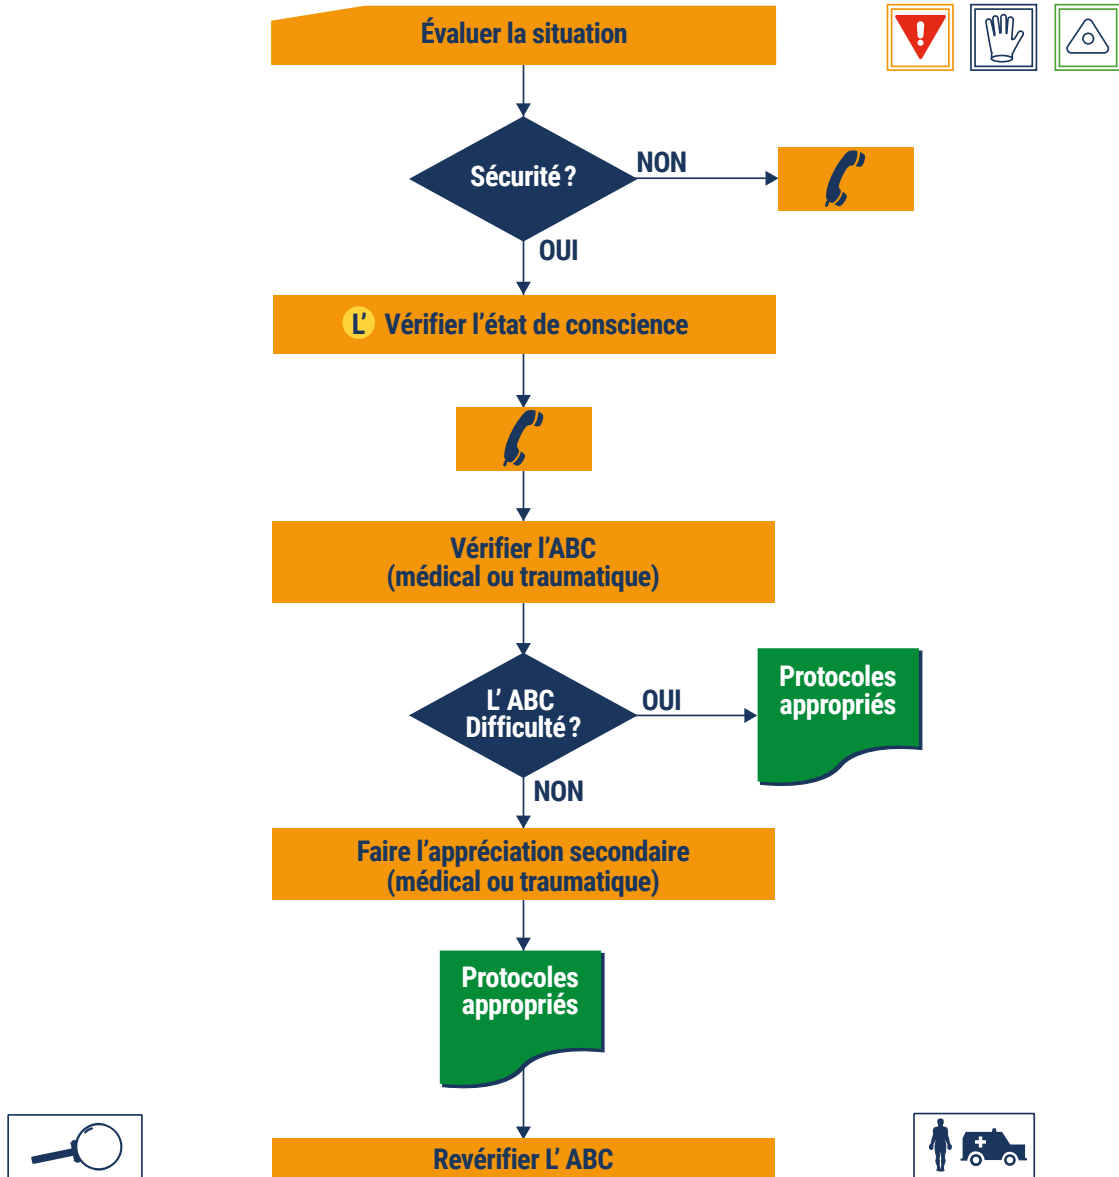 Évaluer la situation
!
Sécurité ?
NON
OUI
L' Vérifier l'état de conscience
Vérifier l'ABC
(médical ou traumatique)
L' ABC
Difficulté ?
OUI
Protocoles
appropriés
NON
Faire l'appréciation secondaire
(médical ou traumatique)
Protocoles
appropriés
Revérifier L' ABC